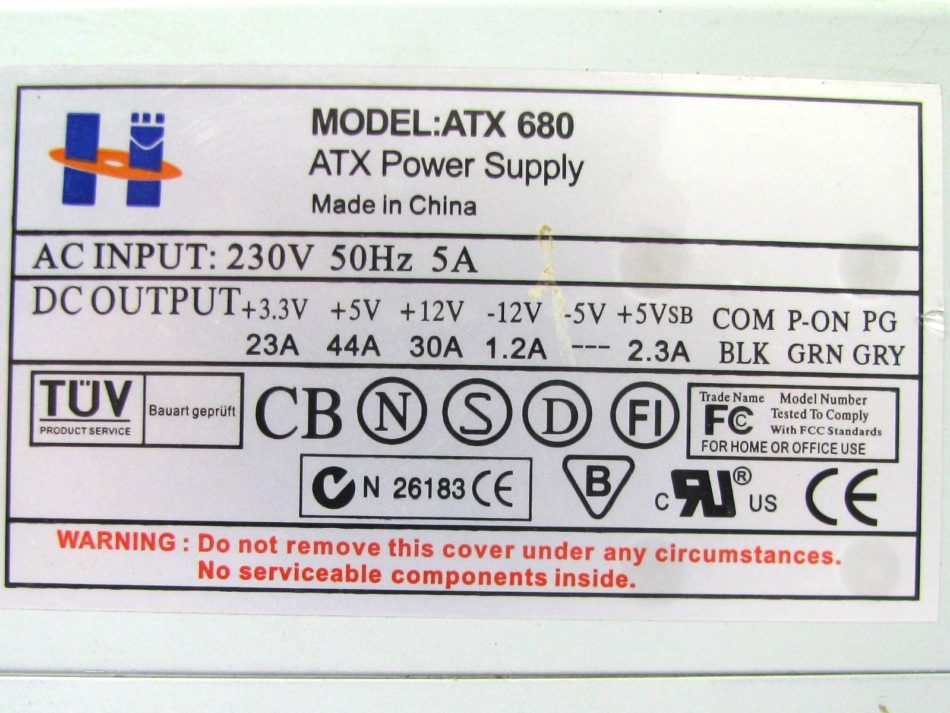 MODEL:ATX 680
ATX Power Supply
Made in China
AC INPUT: 230V 50Hz 5A
DC OUTPUT +3.3V +5V +12V -12V -5V +5VSB COM P-ON PG
23A 44A 30A 1.2A --- 2.3A BLK GRN GRY
TÜV
PRODUCT SERVICE
Bauart geprüft
CB N S D FI
Trade Name Model Number
FC Tested To Comply
With FCC Standards
FOR HOME OR OFFICE USE
N 26183 CE
B
C RU ® US
CE
WARNING : Do not remove this cover under any circumstances.
No serviceable components inside.